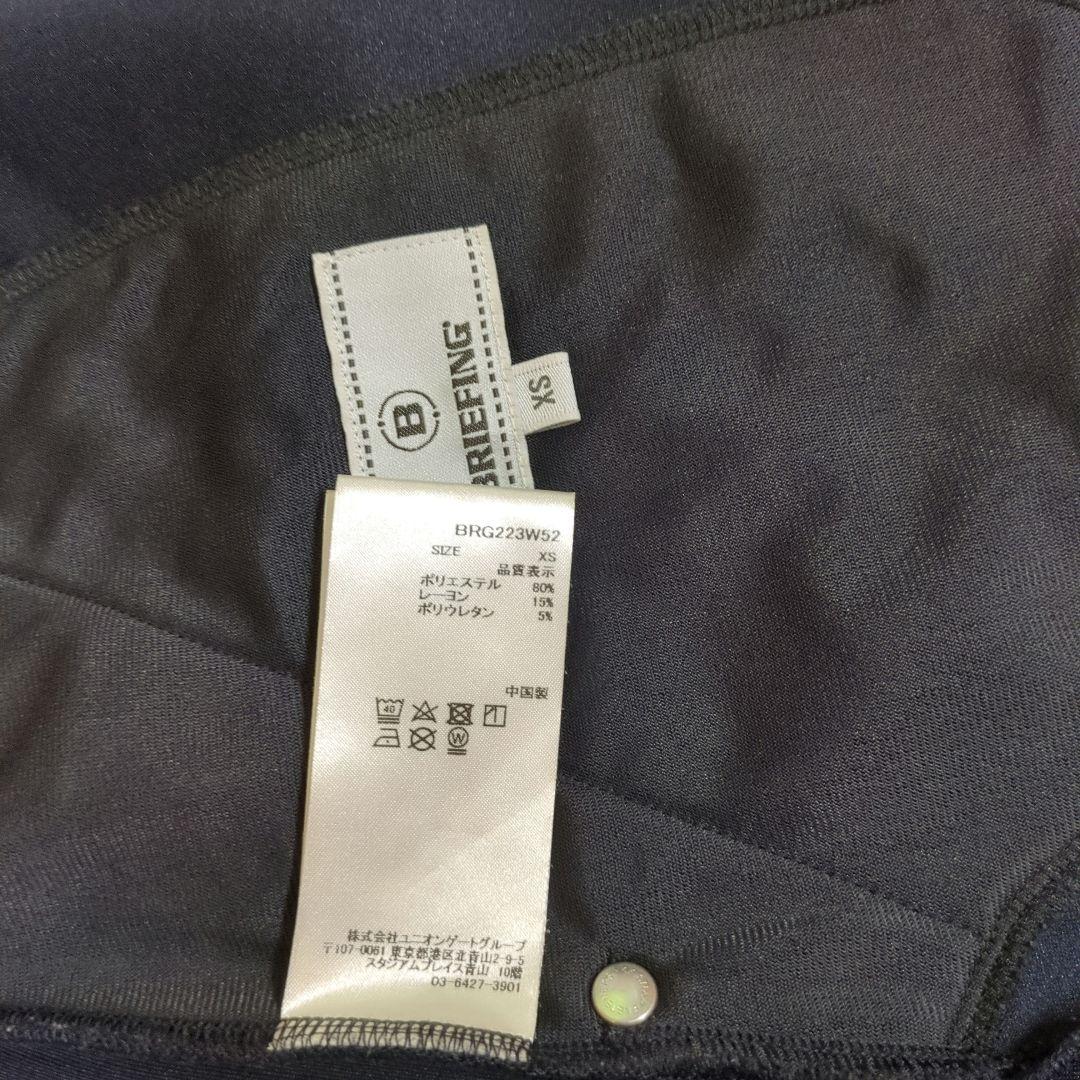 B
BRIEFING
XS
BRG223W52
SIZE XS
品質表示
ポリエステル 80%
レーヨン 15%
ポリウレタン 5%
中国製
40
W
株式会社ユニオンゲートグループ
〒107-0061 東京都港区北青山2-9-5
スタジアムプレイス青山 10階
03-6427-3901